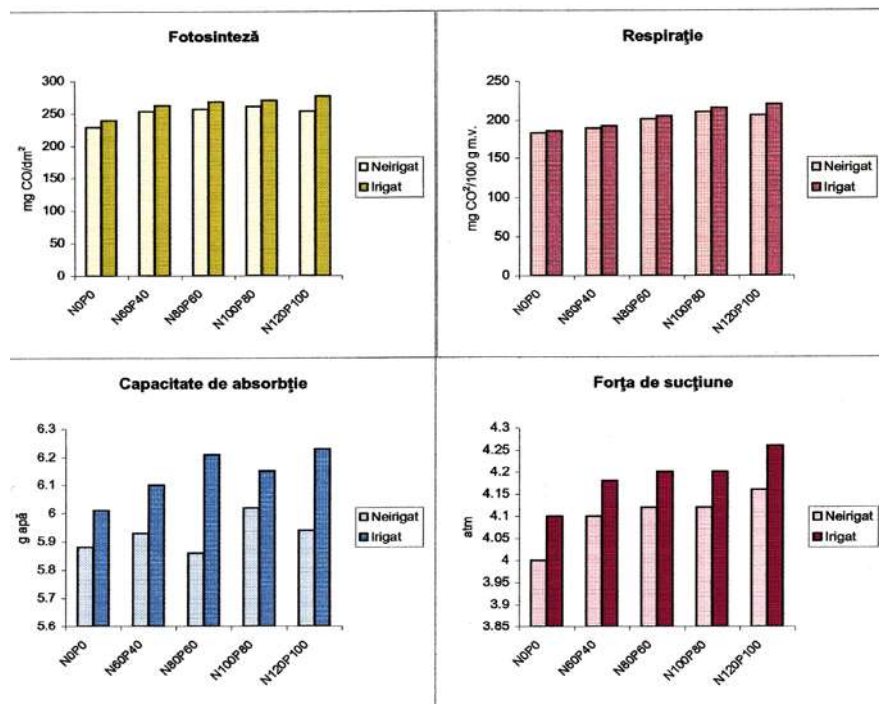 Fotosinteză
300
250
200
150
100
50
0
mg CO/dm²
N0P0
N60P40
N80P60
N100P80
N120P100
Neirigat
Irigat
Respiraţie
250
200
150
100
50
0
mg CO²/100 g m.v.
N0P0
N60P40
N80P60
N100P80
N120P100
Neirigat
Irigat
Capacitate de absorbţie
6.3
6.2
6.1
6
5.9
5.8
5.7
5.6
g apă
N0P0
N60P40
N80P60
N100P80
N120P100
Neirigat
Irigat
Forţa de sucţiune
4.3
4.25
4.2
4.15
4.1
4.05
4
3.95
3.9
3.85
atm
N0P0
N60P40
N80P60
N100P80
N120P100
Neirigat
Irigat